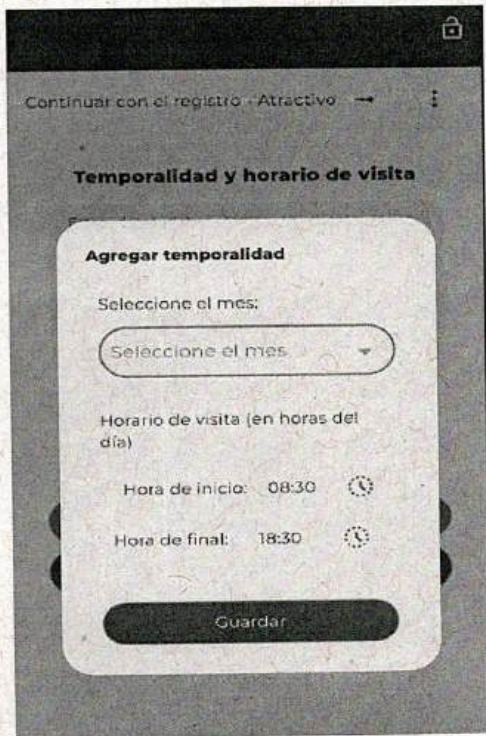 Continuar con el registro - Atractivo →
Temporalidad y horario de visita
Agregar temporalidad
Seleccione el mes:
Seleccione el mes
Horario de visita (en horas del
día)
Hora de inicio: 08:30
Hora de final: 18:30
Guardar